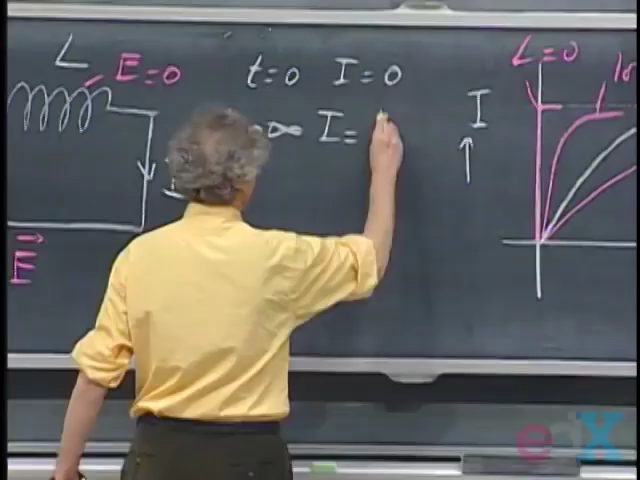 L
E=0
t=0 I=0
∞ I=
I
L=0
E
edX